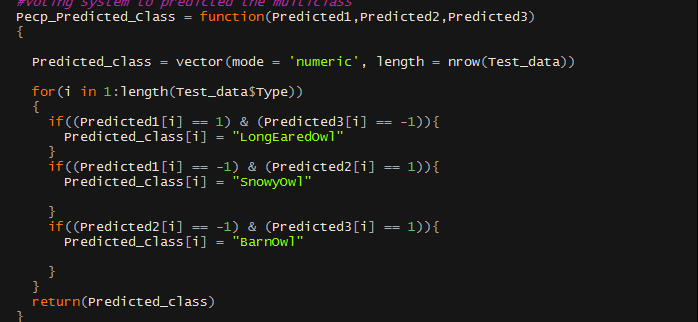 #voting system to predicted the multiclass
Pecp_Predicted_Class = function(Predicted1,Predicted2,Predicted3)
{
Predicted_class = vector(mode = 'numeric', length = nrow(Test_data))
for(i in 1:length(Test_data$Type))
{
if((Predicted1[i] == 1) & (Predicted3[i] == -1)){
Predicted_class[i] = "LongEaredOwl"
}
if((Predicted1[i] == -1) & (Predicted2[i] == 1)){
Predicted_class[i] = "SnowyOwl"
}
if((Predicted2[i] == -1) & (Predicted3[i] == 1)){
Predicted_class[i] = "BarnOwl"
}
}
return(Predicted_class)
}